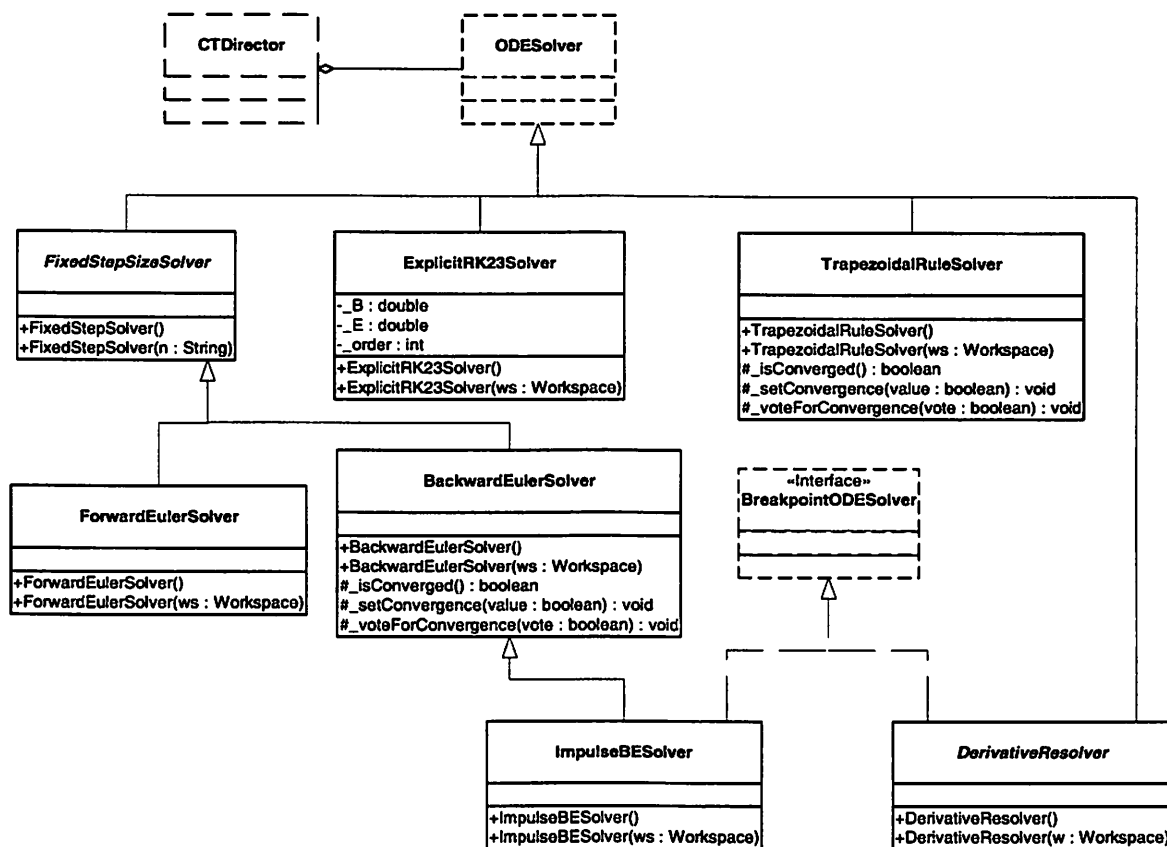 CTDirector
ODESolver
FixedStepSizeSolver
+FixedStepSolver()
+FixedStepSolver(n : String)
ExplicitRK23Solver
-_B : double
-_E : double
-_order : int
+ExplicitRK23Solver()
+ExplicitRK23Solver(ws : Workspace)
TrapezoidalRuleSolver
+TrapezoidalRuleSolver()
+TrapezoidalRuleSolver(ws : Workspace)
#_isConverged() : boolean
#_setConvergence(value : boolean) : void
#_voteForConvergence(vote : boolean) : void
ForwardEulerSolver
+ForwardEulerSolver()
+ForwardEulerSolver(ws : Workspace)
BackwardEulerSolver
+BackwardEulerSolver()
+BackwardEulerSolver(ws : Workspace)
#_isConverged() : boolean
#_setConvergence(value : boolean) : void
#_voteForConvergence(vote : boolean) : void
«Interface»
BreakpointODESolver
ImpulseBESolver
+ImpulseBESolver()
+ImpulseBESolver(ws : Workspace)
DerivativeResolver
+DerivativeResolver()
+DerivativeResolver(w : Workspace)